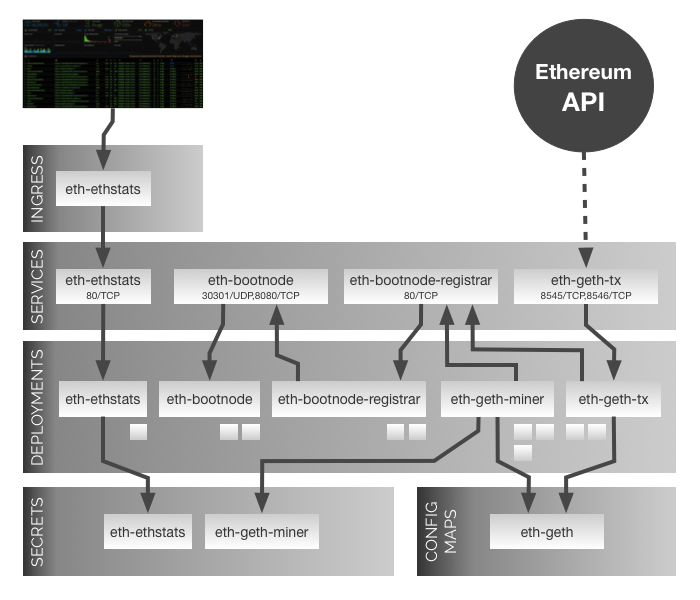 Ethereum
API
INGRESS
eth-ethstats
SERVICES
eth-ethstats
80/TCP
eth-bootnode
30301/UDP,8080/TCP
eth-bootnode-registrar
80/TCP
eth-geth-tx
8545/TCP,8546/TCP
DEPLOYMENTS
eth-ethstats
eth-bootnode
eth-bootnode-registrar
eth-geth-miner
eth-geth-tx
SECRETS
eth-ethstats
eth-geth-miner
CONFIG
MAPS
eth-geth